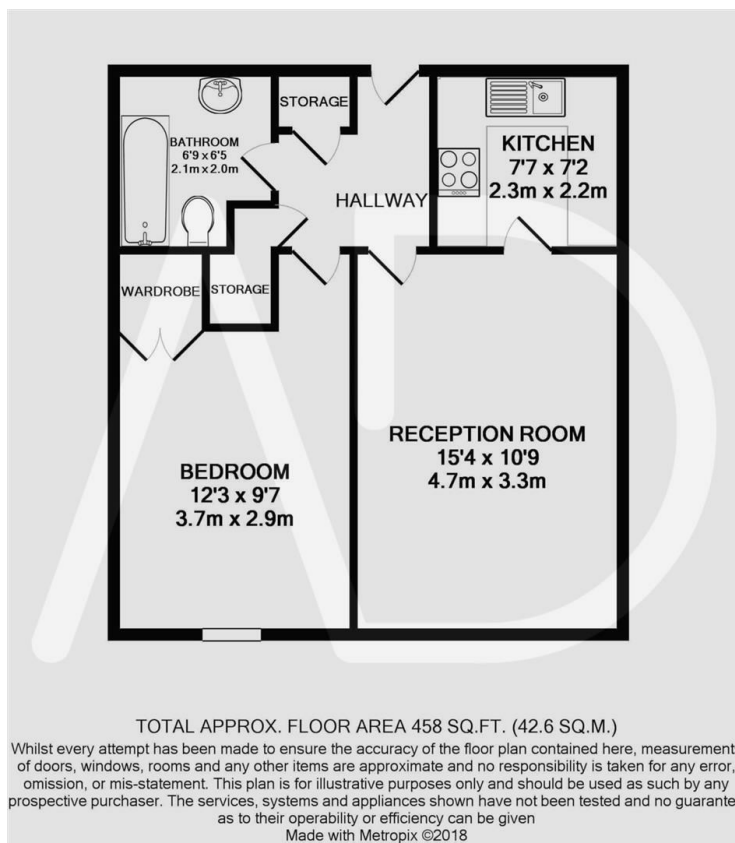 STORAGE
BATHROOM
6'9 x 6'5
2.1m x 2.0m
KITCHEN
7'7 x 7'2
2.3m x 2.2m
HALLWAY
WARDROBE
STORAGE
RECEPTION ROOM
15'4 x 10'9
4.7m x 3.3m
BEDROOM
12'3 x 9'7
3.7m x 2.9m
AD
TOTAL APPROX. FLOOR AREA 458 SQ.FT. (42.6 SQ.M.)
Whilst every attempt has been made to ensure the accuracy of the floor plan contained here, measurement
of doors, windows, rooms and any other items are approximate and no responsibility is taken for any error,
omission, or mis-statement. This plan is for illustrative purposes only and should be used as such by any
prospective purchaser. The services, systems and appliances shown have not been tested and no guarante
as to their operability or efficiency can be given
Made with Metropix ©2018